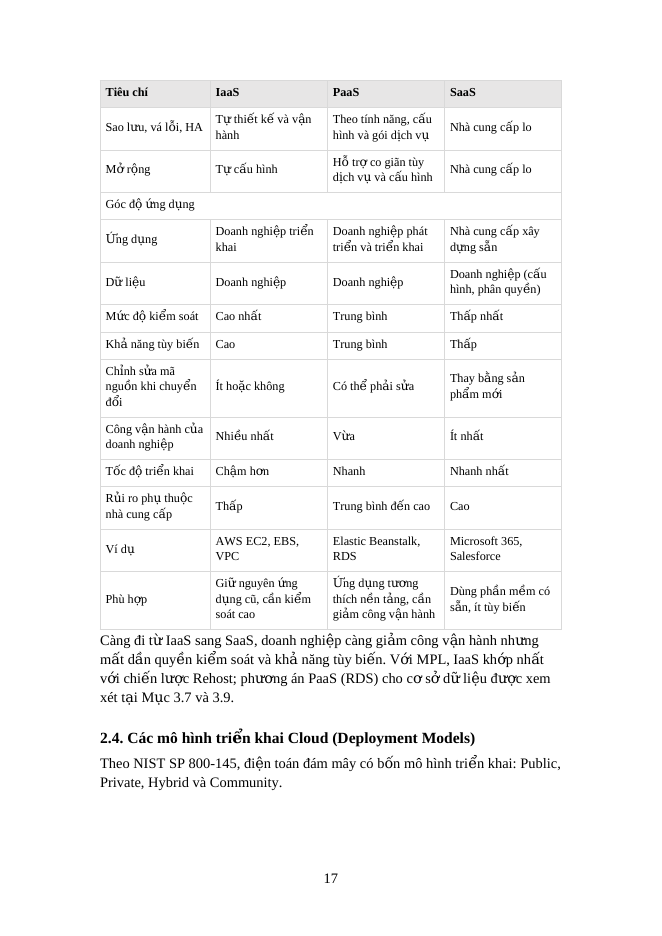 Tiêu chí IaaS PaaS SaaS
Sao lưu, vá lỗi, HA Tự thiết kế và vận hành Theo tính năng, cấu hình và gói dịch vụ Nhà cung cấp lo
Mở rộng Tự cấu hình Hỗ trợ co giãn tùy dịch vụ và cấu hình Nhà cung cấp lo
Góc độ ứng dụng
Ứng dụng Doanh nghiệp triển khai Doanh nghiệp phát triển và triển khai Nhà cung cấp xây dựng sẵn
Dữ liệu Doanh nghiệp Doanh nghiệp Doanh nghiệp (cấu hình, phân quyền)
Mức độ kiểm soát Cao nhất Trung bình Thấp nhất
Khả năng tùy biến Cao Trung bình Thấp
Chỉnh sửa mã nguồn khi chuyển đổi Ít hoặc không Có thể phải sửa Thay bằng sản phẩm mới
Công vận hành của doanh nghiệp Nhiều nhất Vừa Ít nhất
Tốc độ triển khai Chậm hơn Nhanh Nhanh nhất
Rủi ro phụ thuộc nhà cung cấp Thấp Trung bình đến cao Cao
Ví dụ AWS EC2, EBS, VPC Elastic Beanstalk, RDS Microsoft 365, Salesforce
Phù hợp Giữ nguyên ứng dụng cũ, cần kiểm soát cao Ứng dụng tương thích nền tảng, cần giảm công vận hành Dùng phần mềm có sẵn, ít tùy biến
Càng đi từ IaaS sang SaaS, doanh nghiệp càng giảm công vận hành nhưng
mất dần quyền kiểm soát và khả năng tùy biến. Với MPL, IaaS khớp nhất
với chiến lược Rehost; phương án PaaS (RDS) cho cơ sở dữ liệu được xem
xét tại Mục 3.7 và 3.9.
2.4. Các mô hình triển khai Cloud (Deployment Models)
Theo NIST SP 800-145, điện toán đám mây có bốn mô hình triển khai: Public,
Private, Hybrid và Community.
17